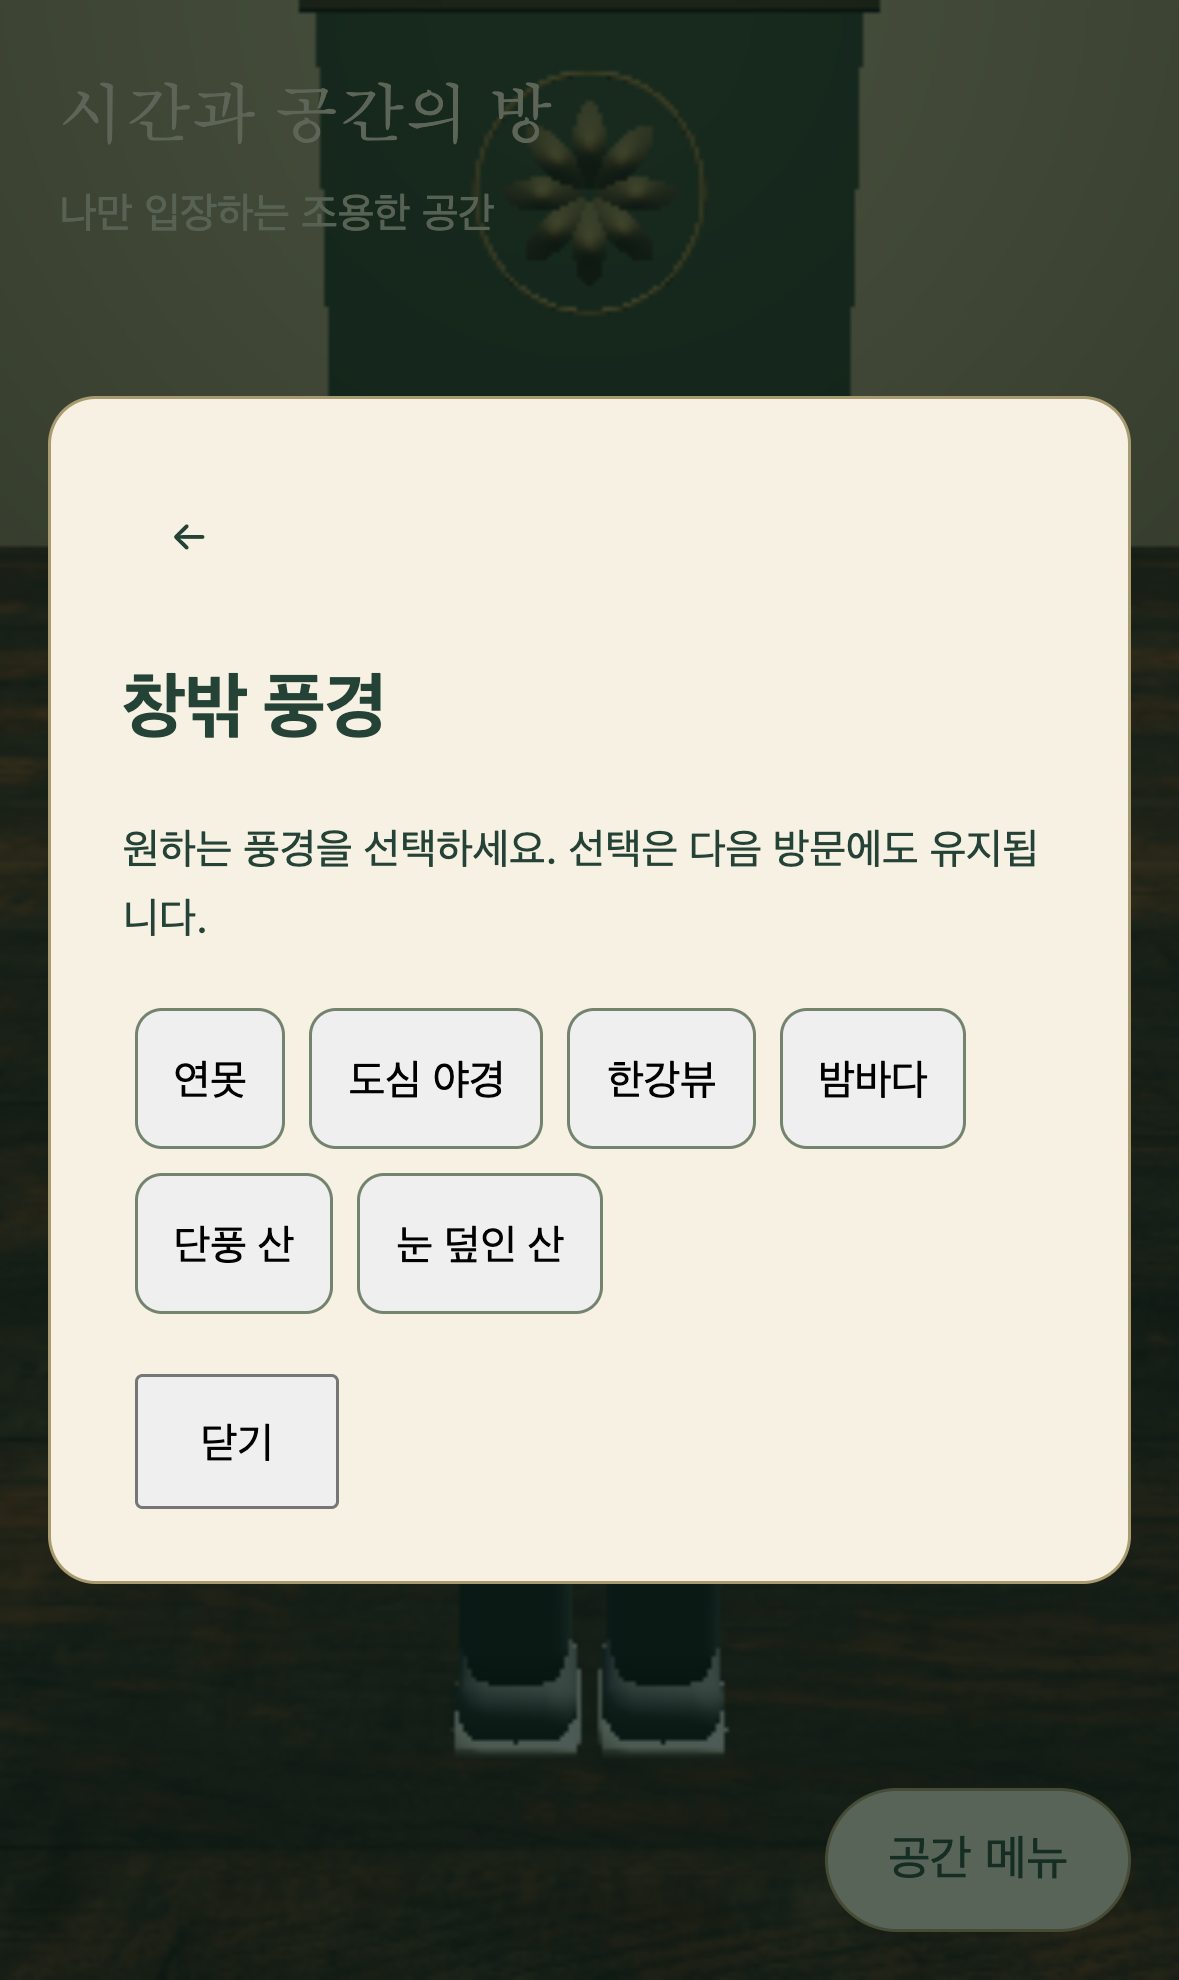 시간과 공간의 방
나만 입장하는 조용한 공간
←
창밖 풍경
원하는 풍경을 선택하세요. 선택은 다음 방문에도 유지됩
니다.
연못 도심 야경 한강뷰 밤바다
단풍 산 눈 덮인 산
닫기
공간 메뉴